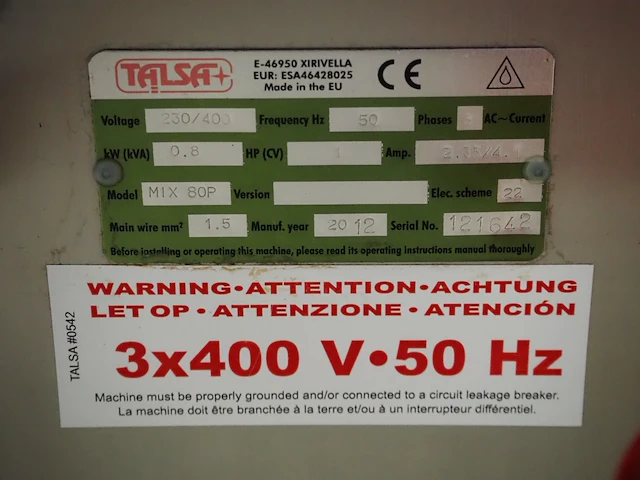 TALSA
E-46950 XIRIVELLA
EUR: ESA46428025
Made in the EU
CE
Voltage 230/400 Frequency Hz 50 Phases AC~Current
kW (kVA) 0.8 HP (CV) 1 Amp.
Model MIX 80P Version Elec. scheme 22
Main wire mm² 1.5 Manuf. year 2012 Serial No. 121642
Before installing or operating this machine, please read its operating instructions manual thoroughly
WARNING•ATTENTION•ACHTUNG
LET OP • ATTENZIONE • ATENCIÓN
3x400 V•50 Hz
Machine must be properly grounded and/or connected to a circuit leakage breaker.
La machine doit être branchée à la terre et/ou à un interrupteur différentiel.
TALSA #0542